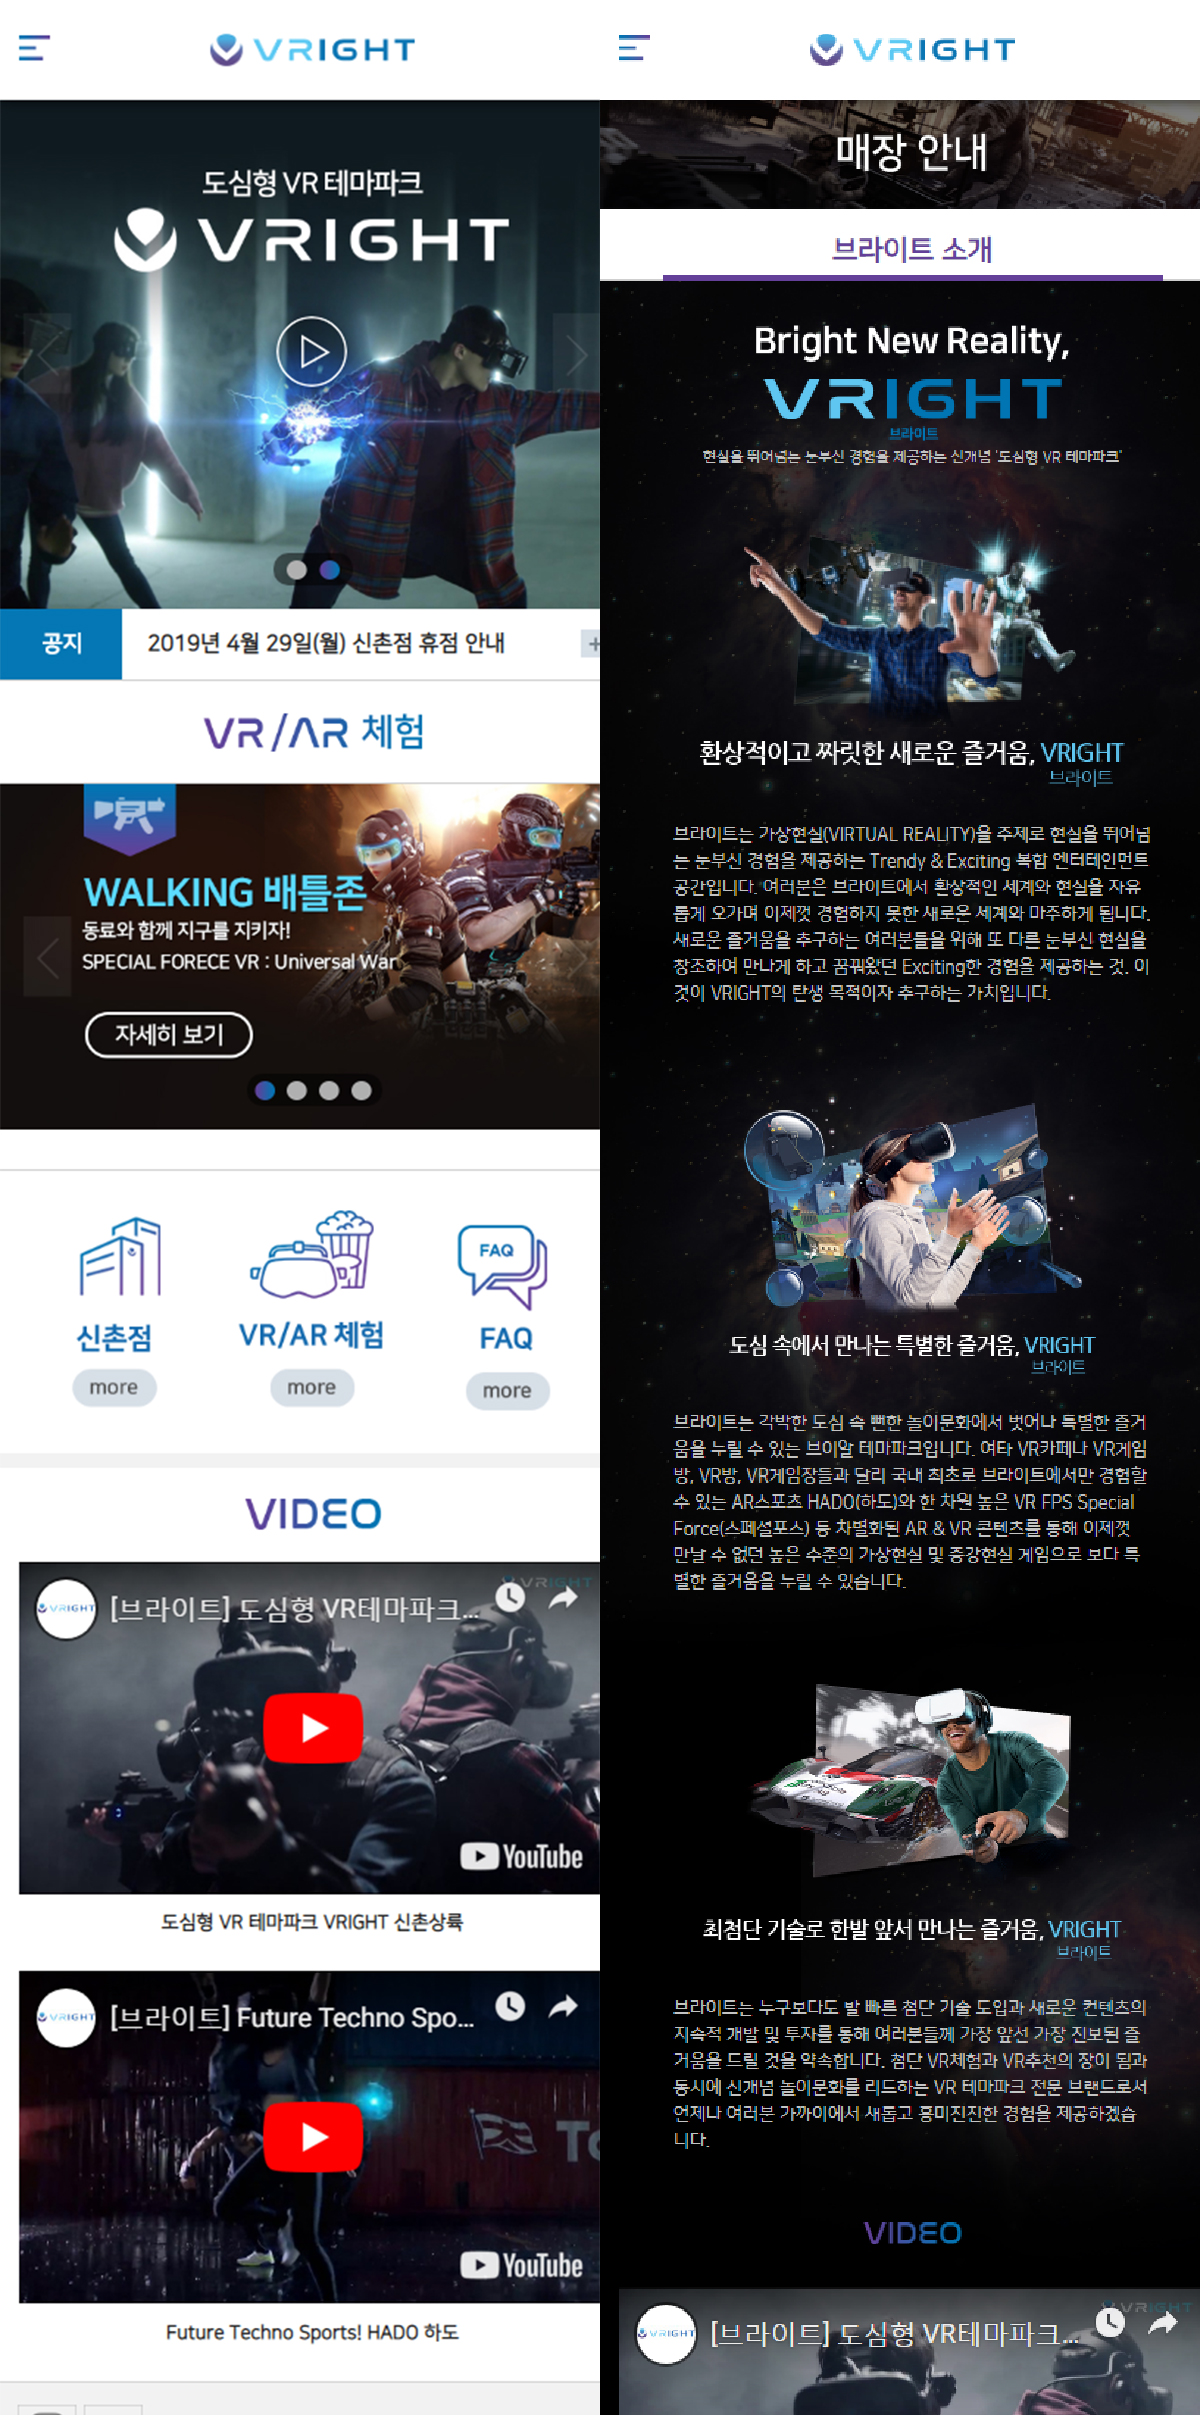 VRIGHT
도심형 VR 테마파크
VRIGHT
공지
2019년 4월 29일(월) 신촌점 휴점 안내
+
VR/AR 체험
WALKING 배틀존
동료와 함께 지구를 지키자!
SPECIAL FORECE VR : Universal War
자세히 보기
FAQ
신촌점
VR/AR 체험
FAQ
more
more
more
VIDEO
VRIGHT
VRIGHT
[브라이트] 도심형 VR테마파크...
YouTube
도심형 VR 테마파크 VRIGHT 신촌상륙
VRIGHT
[브라이트] Future Techno Spo...
YouTube
Future Techno Sports! HADO 하도
VRIGHT
매장 안내
브라이트 소개
Bright New Reality,
VRIGHT
브라이트
현실을 뛰어넘는 눈부신 경험을 제공하는 신개념 '도심형 VR 테마파크'
환상적이고 짜릿한 새로운 즐거움, VRIGHT
브라이트
브라이트는 가상현실(VIRTUAL REALITY)을 주제로 현실을 뛰어넘
는 눈부신 경험을 제공하는 Trendy & Exciting 복합 엔터테인먼트
공간입니다. 여러분은 브라이트에서 환상적인 세계와 현실을 자유
롭게 오가며 이제껏 경험하지 못한 새로운 세계와 마주하게 됩니다.
새로운 즐거움을 추구하는 여러분들을 위해 또 다른 눈부신 현실을
창조하여 만나게 하고 꿈꿔왔던 Exciting한 경험을 제공하는 것. 이
것이 VRIGHT의 탄생 목적이자 추구하는 가치입니다.
도심 속에서 만나는 특별한 즐거움, VRIGHT
브라이트
브라이트는 각박한 도심 속 뻔한 놀이문화에서 벗어나 특별한 즐거
움을 누릴 수 있는 브이알 테마파크입니다. 여타 VR카페나 VR게임
방, VR방, VR게임장들과 달리 국내 최초로 브라이트에서만 경험할
수 있는 AR스포츠 HADO(하도)와 한 차원 높은 VR FPS Special
Force(스페셜포스) 등 차별화된 AR & VR 콘텐츠를 통해 이제껏
만날 수 없던 높은 수준의 가상현실 및 증강현실 게임으로 보다 특
별한 즐거움을 누릴 수 있습니다.
최첨단 기술로 한발 앞서 만나는 즐거움, VRIGHT
브라이트
브라이트는 누구보다도 발 빠른 첨단 기술 도입과 새로운 컨텐츠의
지속적 개발 및 투자를 통해 여러분들께 가장 앞선 가장 진보된 즐
거움을 드릴 것을 약속합니다. 첨단 VR체험과 VR추천의 장이 됨과
동시에 신개념 놀이문화를 리드하는 VR 테마파크 전문 브랜드로서
언제나 여러분 가까이에서 새롭고 흥미진진한 경험을 제공하겠습
니다.
VIDEO
VRIGHT
VRIGHT
[브라이트] 도심형 VR테마파크...